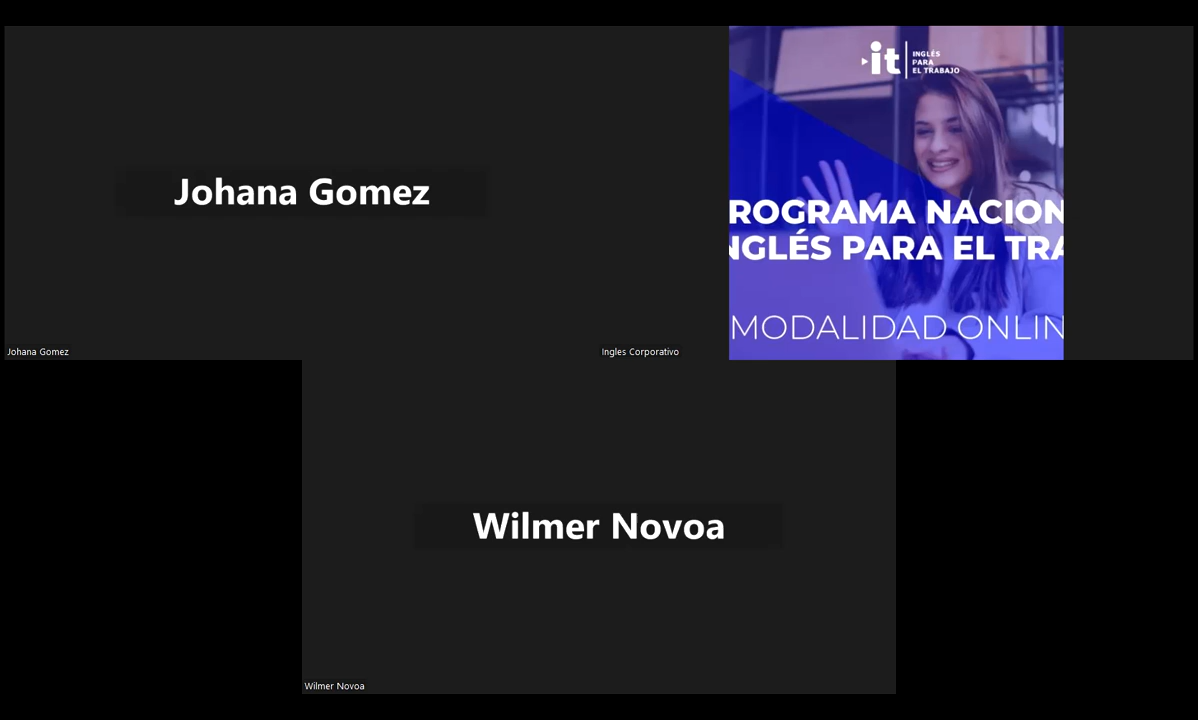 Johana Gomez
Johana Gomez
it INGLÉS
PARA
EL TRABAJO
ROGRAMA NACION
NGLÉS PARA EL TRA
MODALIDAD ONLIN
Ingles Corporativo
Wilmer Novoa
Wilmer Novoa